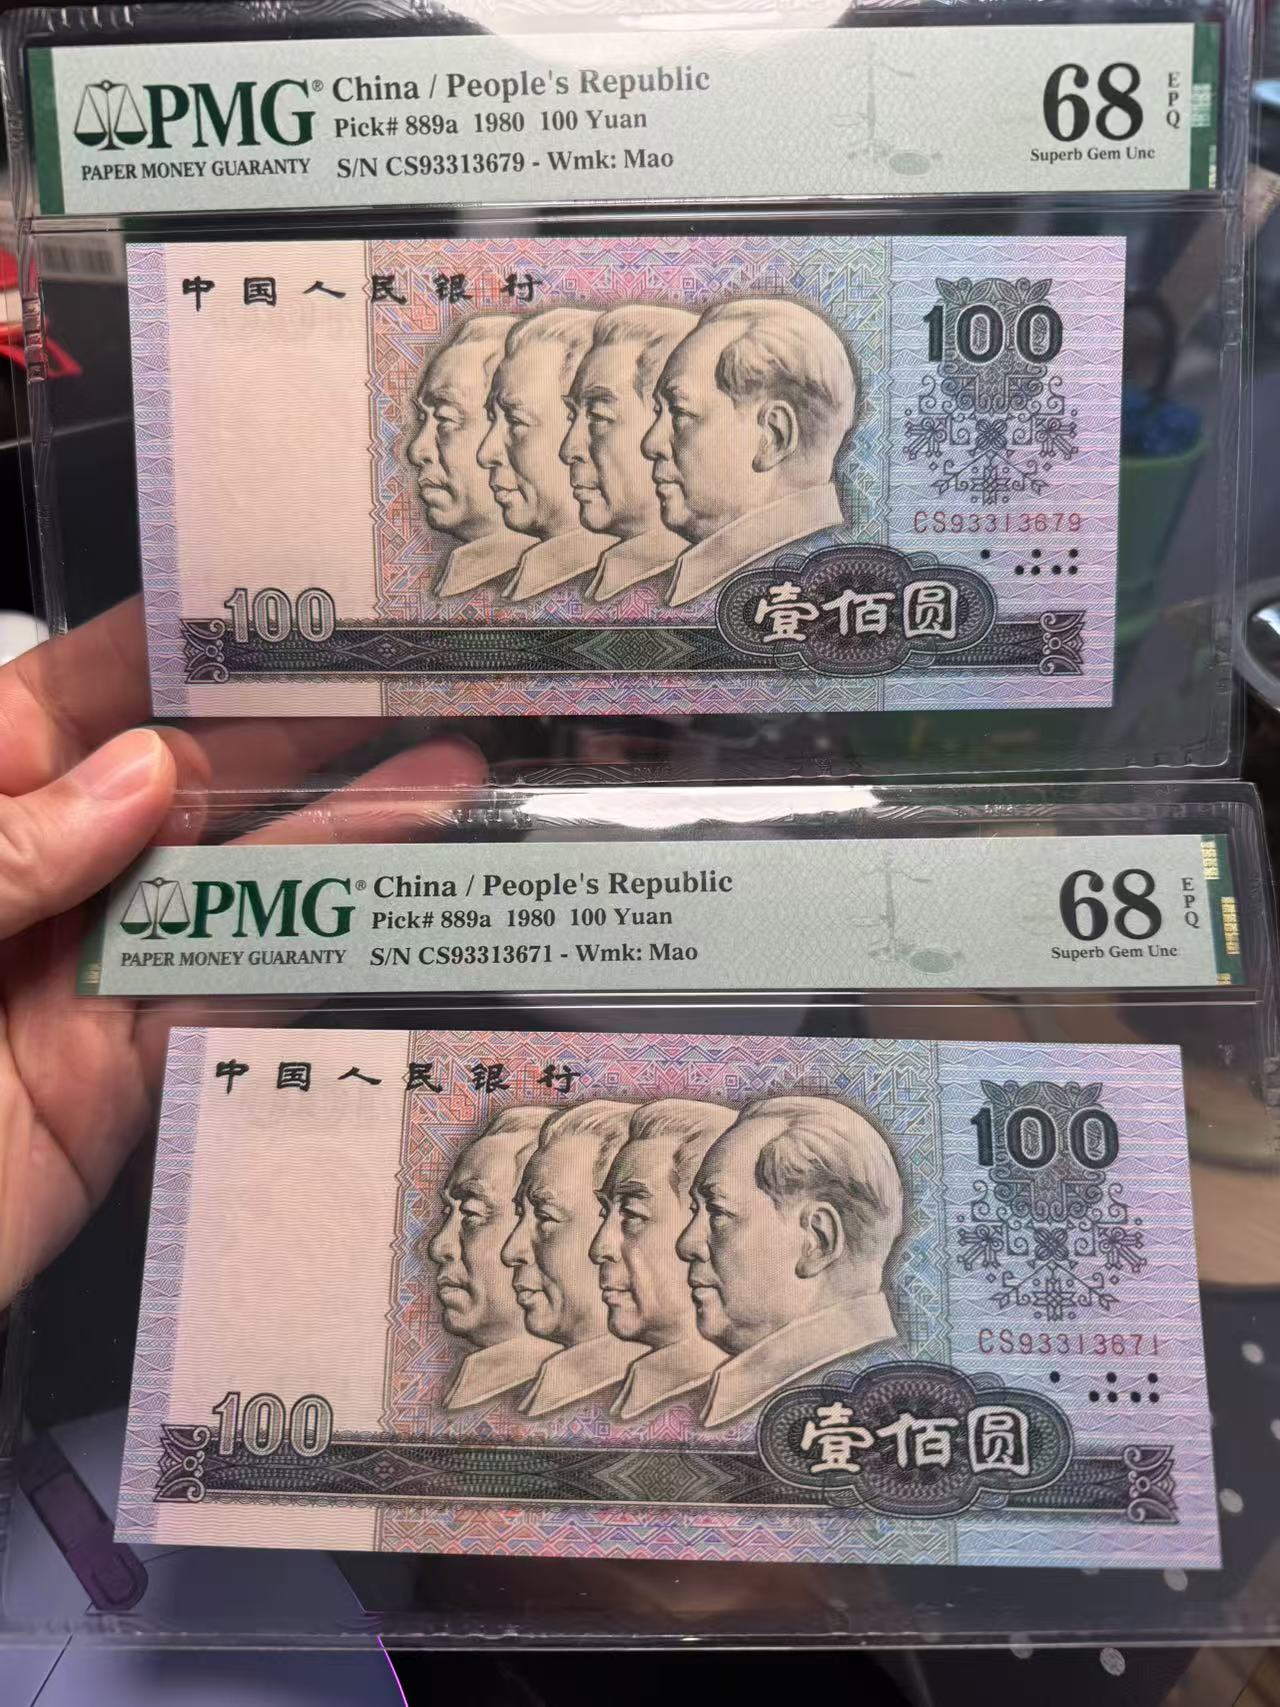 PMG® China / People's Republic 68 EPQ
Pick# 889a 1980 100 Yuan
PAPER MONEY GUARANTY S/N CS93313679 - Wmk: Mao Superb Gem Unc
中国人民银行
100
CS93313679
100 壹佰圆
PMG® China / People's Republic 68 EPQ
Pick# 889a 1980 100 Yuan
PAPER MONEY GUARANTY S/N CS93313671 - Wmk: Mao Superb Gem Unc
中国人民银行
100
CS93313671
100 壹佰圆